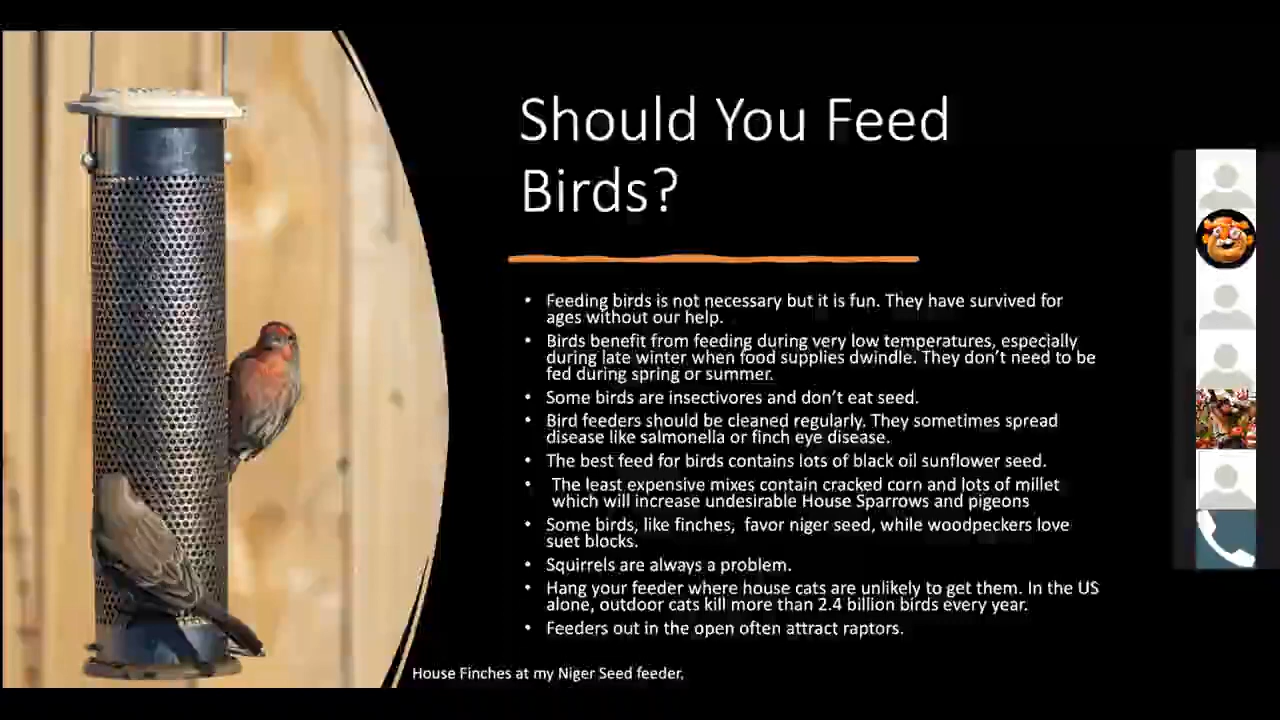 Should You Feed
Birds?
• Feeding birds is not necessary but it is fun. They have survived for
ages without our help.
• Birds benefit from feeding during very low temperatures, especially
during late winter when food supplies dwindle. They don’t need to be
fed during spring or summer.
• Some birds are insectivores and don’t eat seed.
• Bird feeders should be cleaned regularly. They sometimes spread
disease like salmonella or finch eye disease.
• The best feed for birds contains lots of black oil sunflower seed.
• The least expensive mixes contain cracked corn and lots of millet
which will increase undesirable House Sparrows and pigeons
• Some birds, like finches, favor niger seed, while woodpeckers love
suet blocks.
• Squirrels are always a problem.
• Hang your feeder where house cats are unlikely to get them. In the US
alone, outdoor cats kill more than 2.4 billion birds every year.
• Feeders out in the open often attract raptors.
House Finches at my Niger Seed feeder.